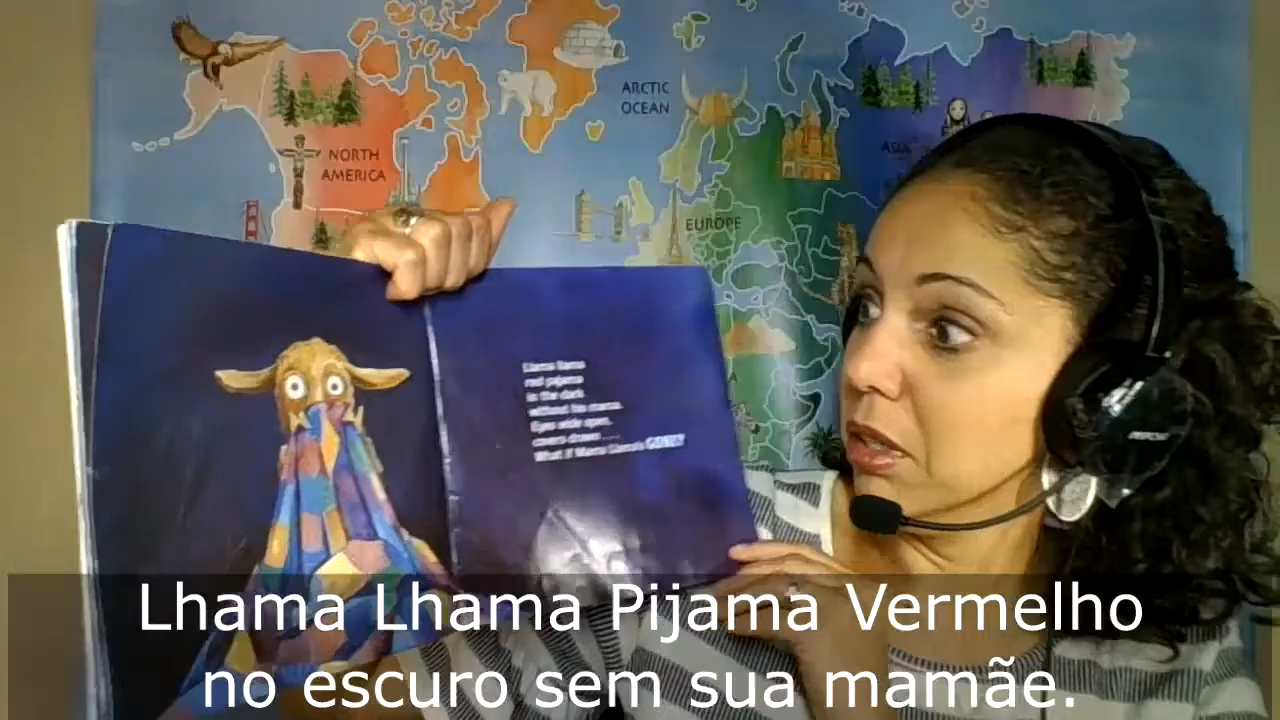 ARCTIC
OCEAN
NORTH
AMERICA
ASIA
EUROPE
Llama llama
red pajama
in the dark
without his mama.
Eyes wide open,
covers drawn . . . .
What if Mama Llama's GONE?
Lhama Lhama Pijama Vermelho
no escuro sem sua mamãe.